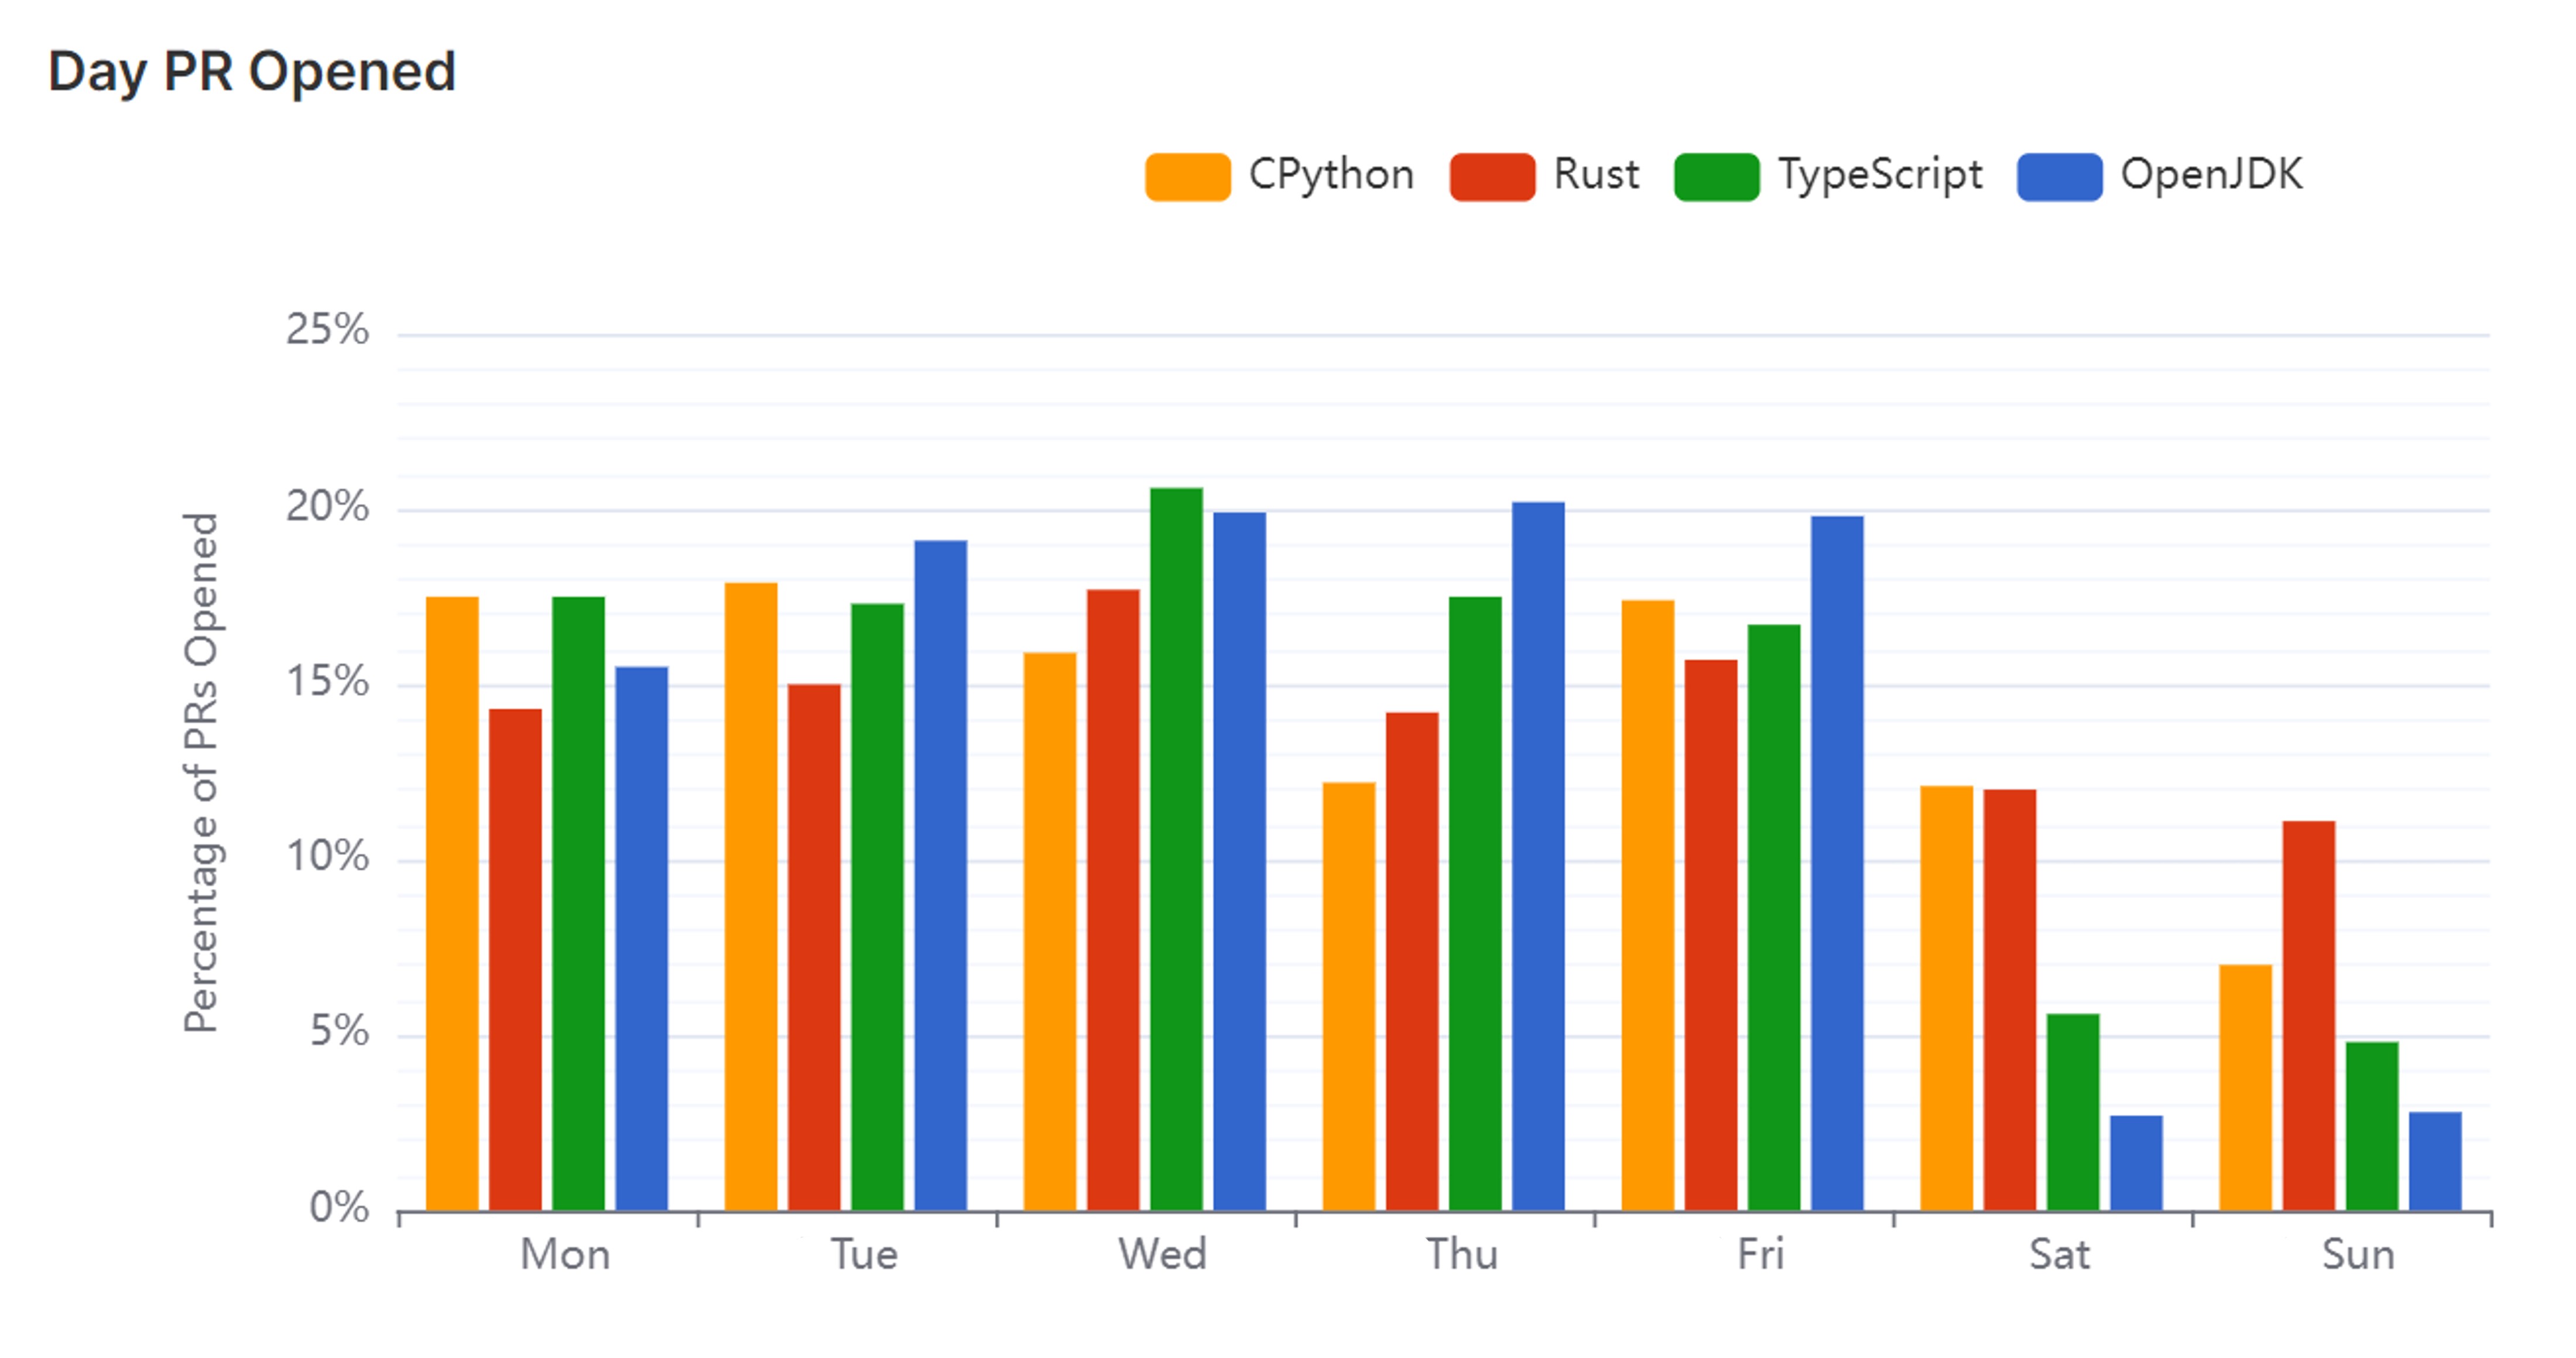 Day PR Opened
CPython Rust TypeScript OpenJDK
Percentage of PRs Opened
25%
20%
15%
10%
5%
0%
Mon Tue Wed Thu Fri Sat Sun